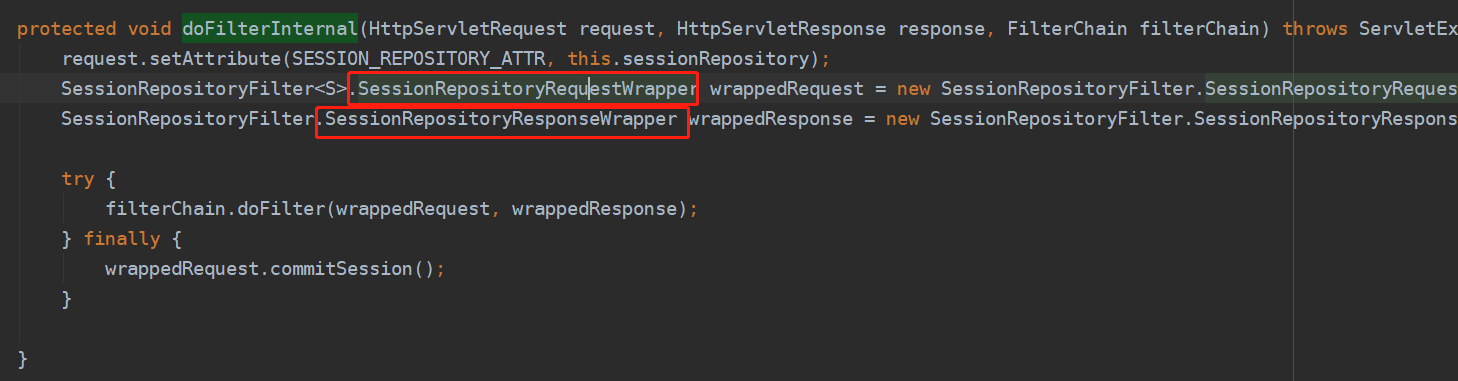 protected void doFilterInternal(HttpServletRequest request, HttpServletResponse response, FilterChain filterChain) throws ServletEx
request.setAttribute(SESSION_REPOSITORY_ATTR, this.sessionRepository);
SessionRepositoryFilter<S>.SessionRepositoryRequestWrapper wrappedRequest = new SessionRepositoryFilter.SessionRepositoryReques
SessionRepositoryFilter.SessionRepositoryResponseWrapper wrappedResponse = new SessionRepositoryFilter.SessionRepositoryRespons
try {
filterChain.doFilter(wrappedRequest, wrappedResponse);
} finally {
wrappedRequest.commitSession();
}
}